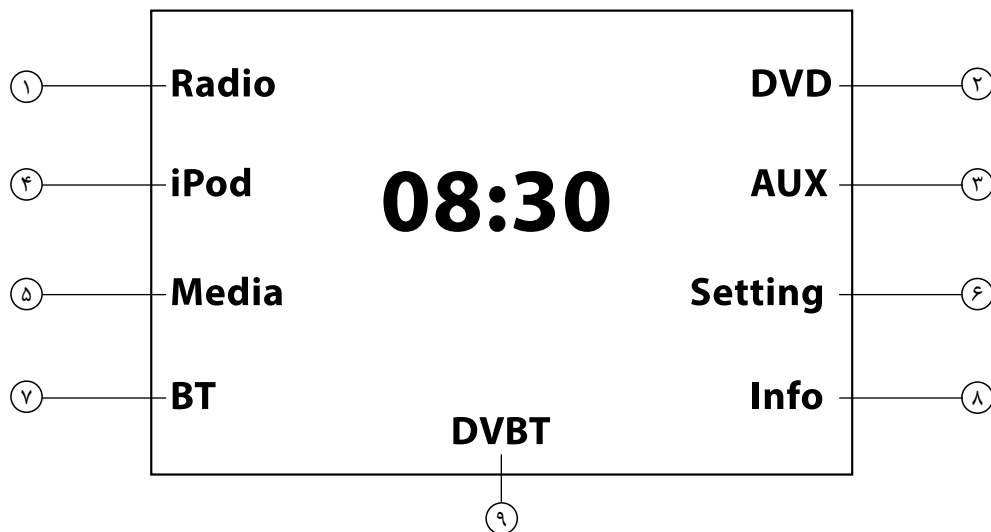 ۱ Radio DVD ۲
۴ iPod 08:30 AUX ۳
۵ Media Setting ۶
۷ BT Info ۸
DVBT
۹